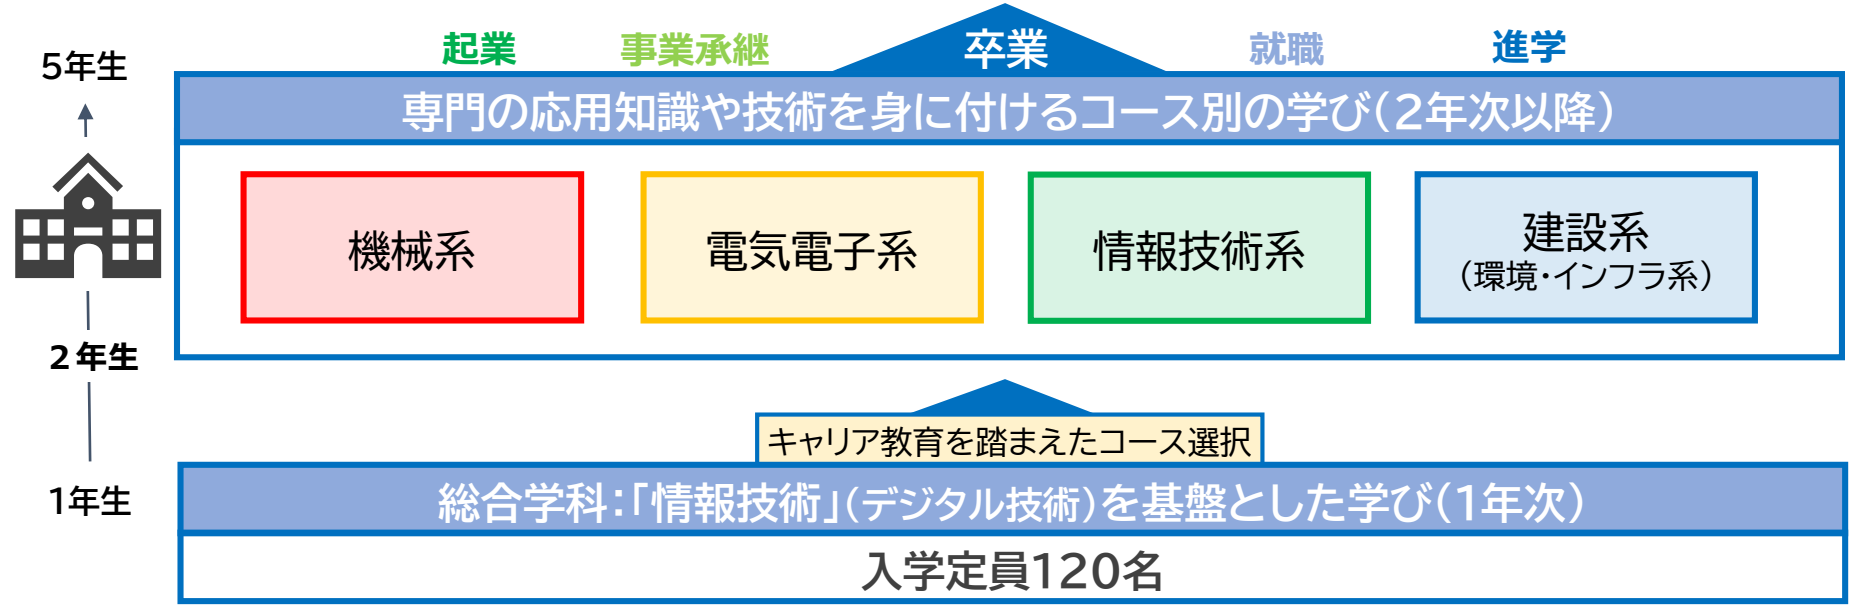 起業
事業承継
卒業
就職
進学
5年生
専門の応用知識や技術を身に付けるコース別の学び(2年次以降)
機械系
電気電子系
情報技術系
建設系
(環境・インフラ系)
2年生
キャリア教育を踏まえたコース選択
1年生
総合学科:「情報技術」(デジタル技術)を基盤とした学び(1年次)
入学定員120名